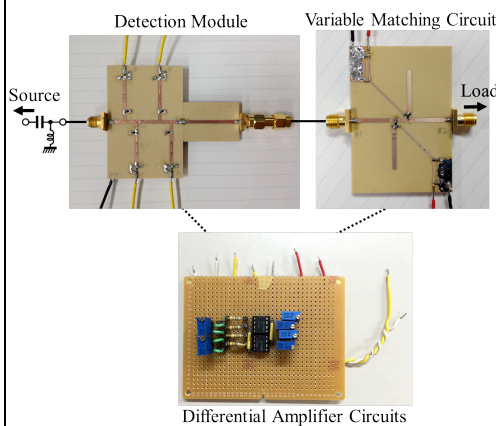 Detection Module
Variable Matching Circuit
Source
Load
Differential Amplifier Circuits